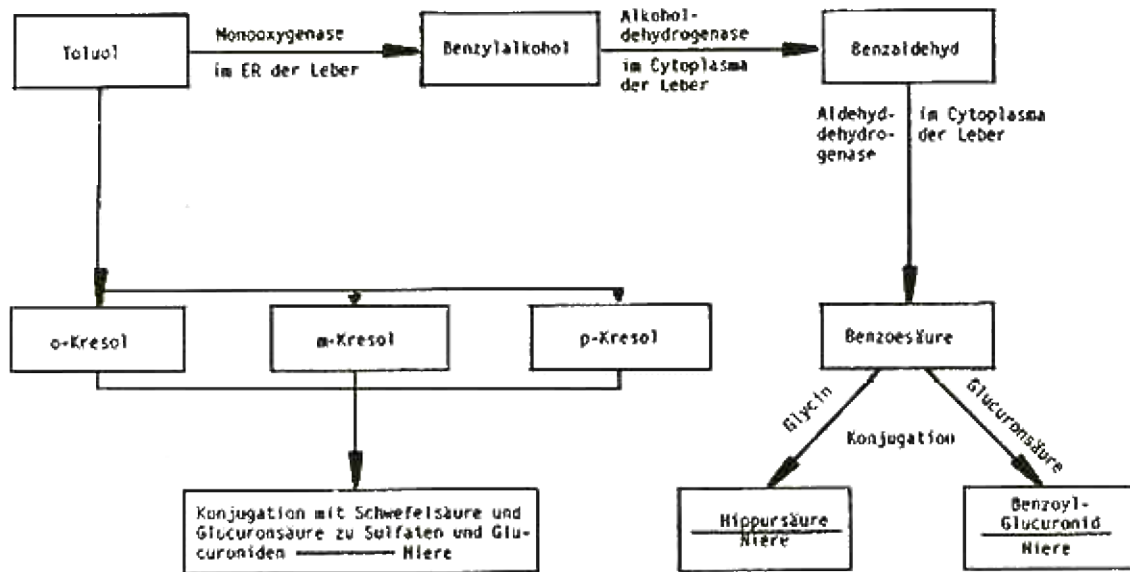 Toluol
Monooxygenase
im ER der Leber
Benzylalkohol
Alkohol-
dehydrogenase
im Cytoplasma
der Leber
Benzaldehyd
Aldehyd-
dehydro-
genase
im Cytoplasma
der Leber
o-Kresol
m-Kresol
p-Kresol
Benzoesäure
Glycin
Konjugation
Glucuronsäure
Konjugation mit Schwefelsäure und
Glucuronsäure zu Sulfaten und Glu-
curoniden Niere
Hippursäure
Niere
Benzoyl-
Glucuronid
Niere